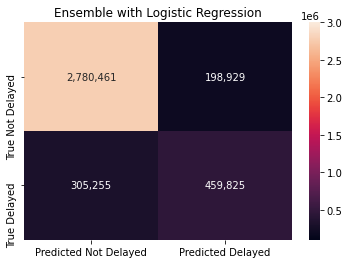 Ensemble with Logistic Regression
1e6
3.0
2,780,461
198,929
2.5
True Not Delayed
2.0
1.5
305,255
459,825
1.0
True Delayed
0.5
Predicted Not Delayed
Predicted Delayed